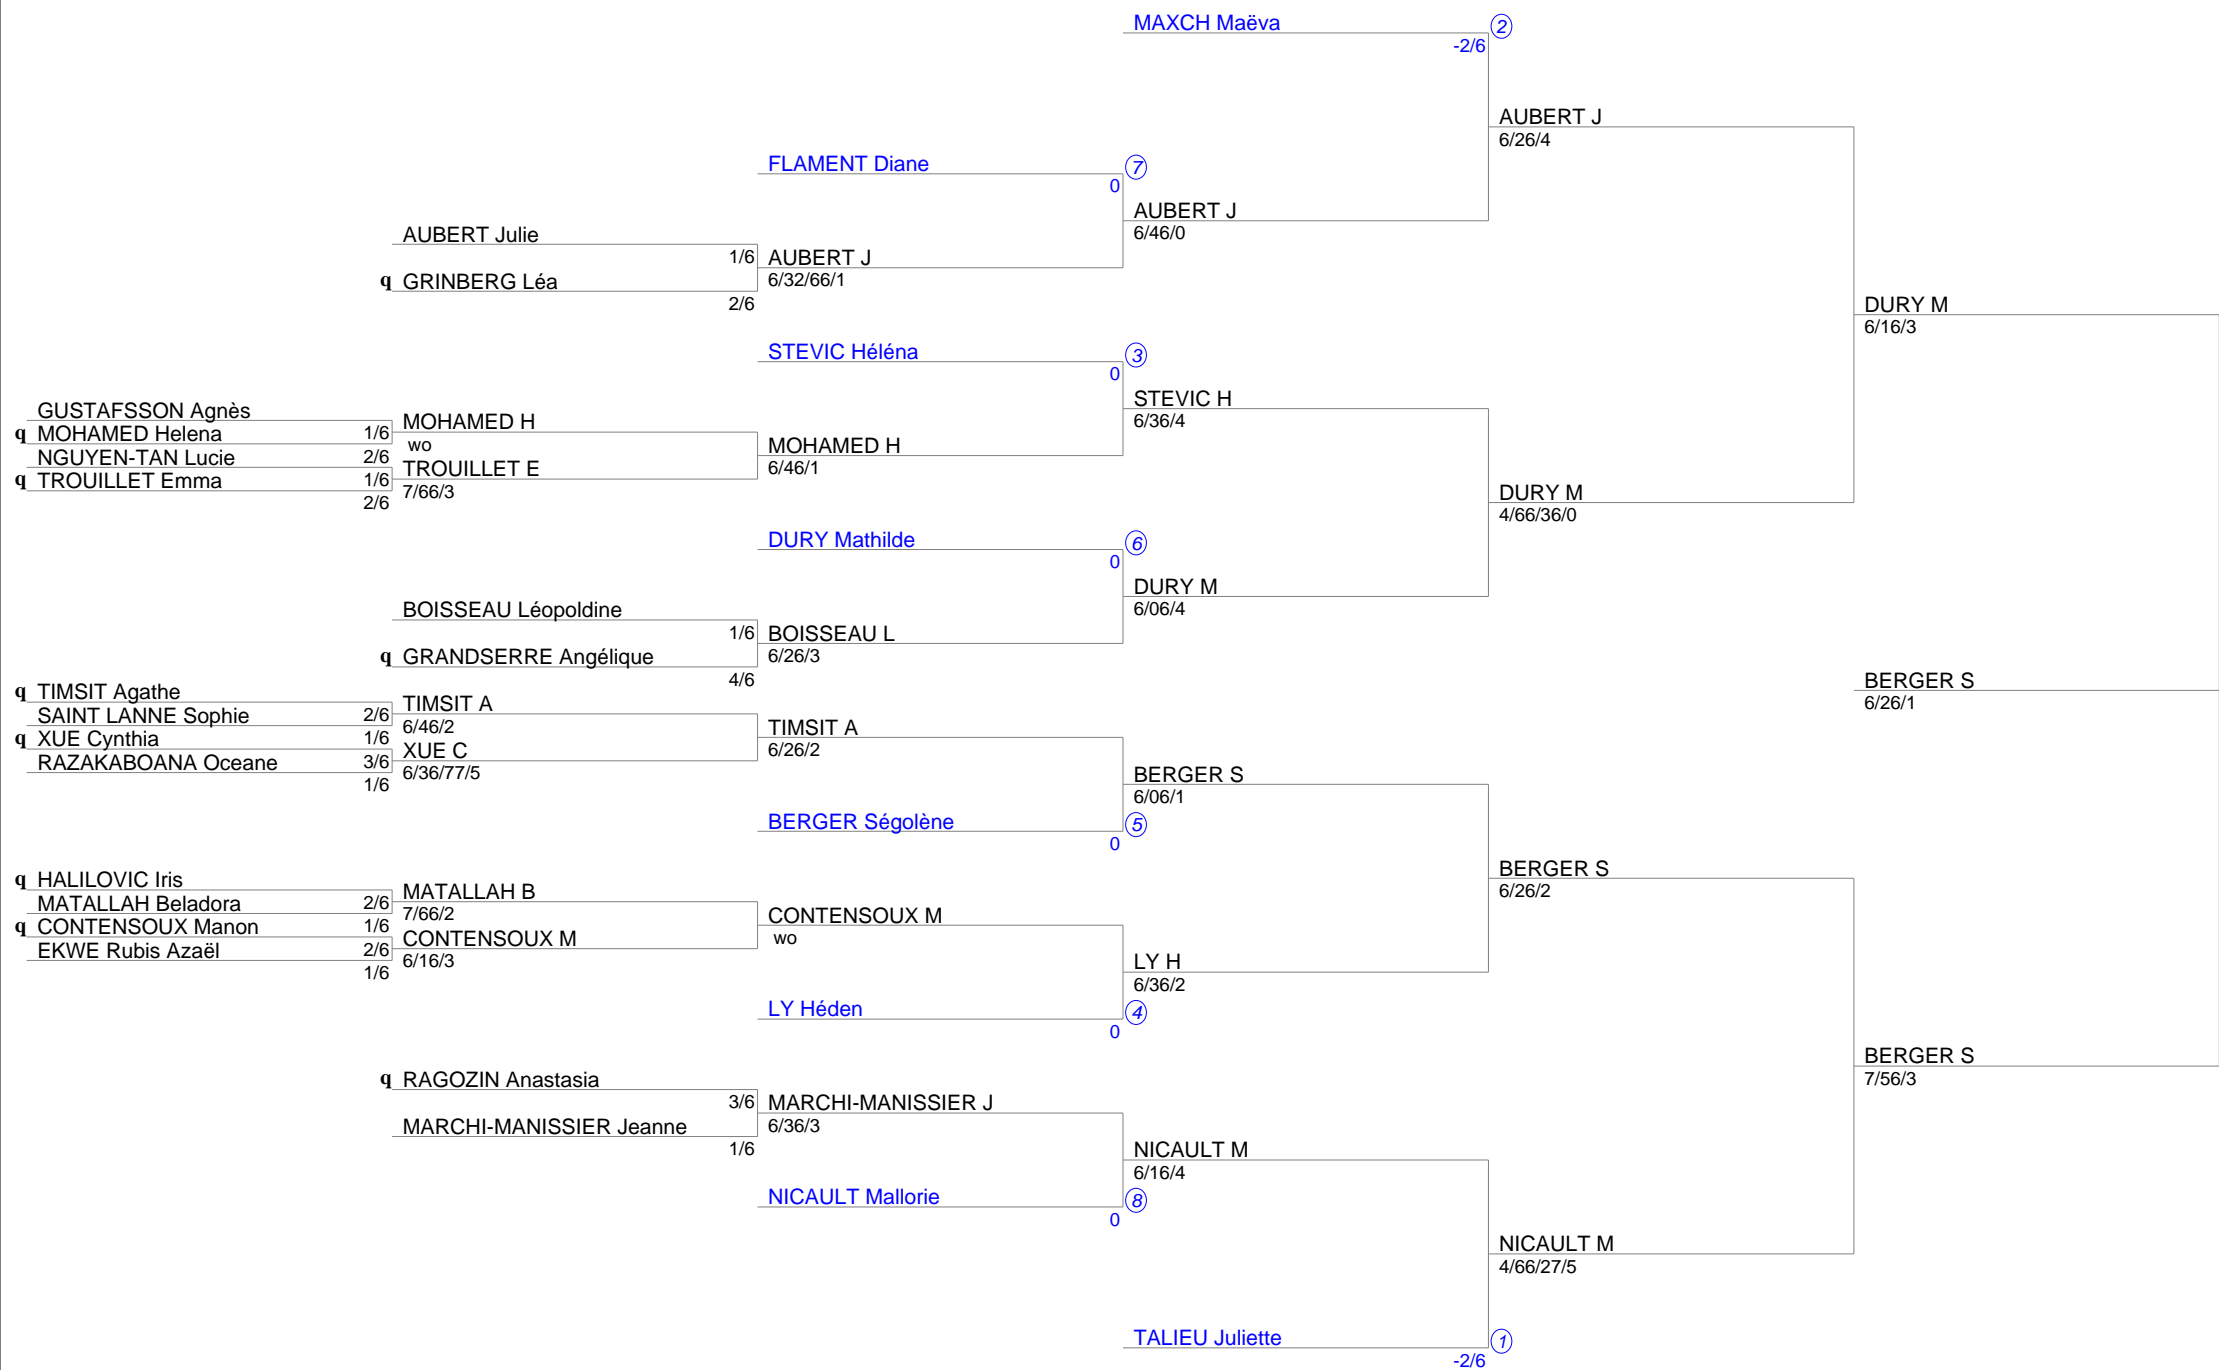 MAXCH Maëva
2
-2/6
AUBERT J
6/26/4
FLAMENT Diane
7
0
AUBERT J
6/46/0
AUBERT Julie
1/6
AUBERT J
6/32/66/1
q GRINBERG Léa
2/6
DURY M
6/16/3
STEVIC Héléna
3
0
STEVIC H
6/36/4
GUSTAFSSON Agnès
1/6
MOHAMED H
wo
q MOHAMED Helena
2/6
MOHAMED H
6/46/1
NGUYEN-TAN Lucie
1/6
TROUILLET E
7/66/3
q TROUILLET Emma
2/6
DURY M
4/66/36/0
DURY Mathilde
6
0
DURY M
6/06/4
BOISSEAU Léopoldine
1/6
BOISSEAU L
6/26/3
q GRANDSERRE Angélique
4/6
BERGER S
6/26/1
q TIMSIT Agathe
2/6
TIMSIT A
6/46/2
SAINT LANNE Sophie
1/6
TIMSIT A
6/26/2
q XUE Cynthia
3/6
XUE C
6/36/77/5
RAZAKABOANA Oceane
1/6
BERGER S
6/06/1
BERGER Ségolène
5
0
BERGER S
6/26/2
q HALILOVIC Iris
2/6
MATALLAH B
7/66/2
MATALLAH Beladora
1/6
CONTENSOUX M
wo
q CONTENSOUX Manon
2/6
CONTENSOUX M
6/16/3
EKWE Rubis Azaël
1/6
LY H
6/36/2
LY Héden
4
0
BERGER S
7/56/3
q RAGOZIN Anastasia
3/6
MARCHI-MANISSIER J
6/36/3
MARCHI-MANISSIER Jeanne
1/6
NICAULT M
6/16/4
NICAULT Mallorie
8
0
NICAULT M
4/66/27/5
TALIEU Juliette
1
-2/6